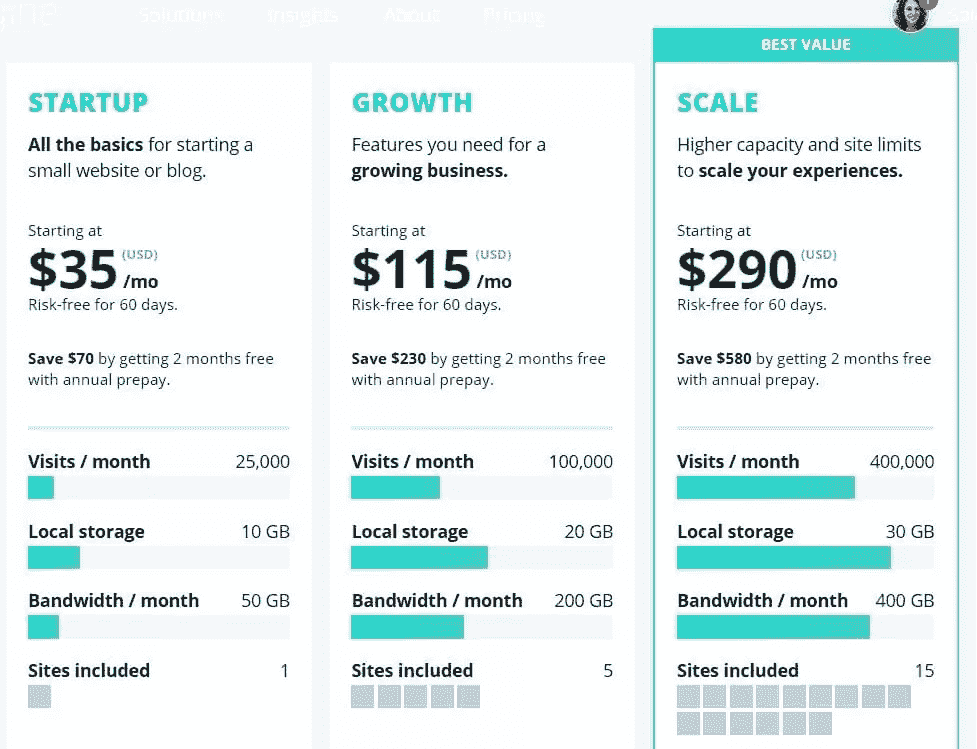 Solutions Insights About Pricing
BEST VALUE
STARTUP
All the basics for starting a
small website or blog.
Starting at
$35 (USD)
/mo
Risk-free for 60 days.
Save $70 by getting 2 months free
with annual prepay.
Visits / month 25,000
Local storage 10 GB
Bandwidth / month 50 GB
Sites included 1
GROWTH
Features you need for a
growing business.
Starting at
$115 (USD)
/mo
Risk-free for 60 days.
Save $230 by getting 2 months free
with annual prepay.
Visits / month 100,000
Local storage 20 GB
Bandwidth / month 200 GB
Sites included 5
SCALE
Higher capacity and site limits
to scale your experiences.
Starting at
$290 (USD)
/mo
Risk-free for 60 days.
Save $580 by getting 2 months free
with annual prepay.
Visits / month 400,000
Local storage 30 GB
Bandwidth / month 400 GB
Sites included 15